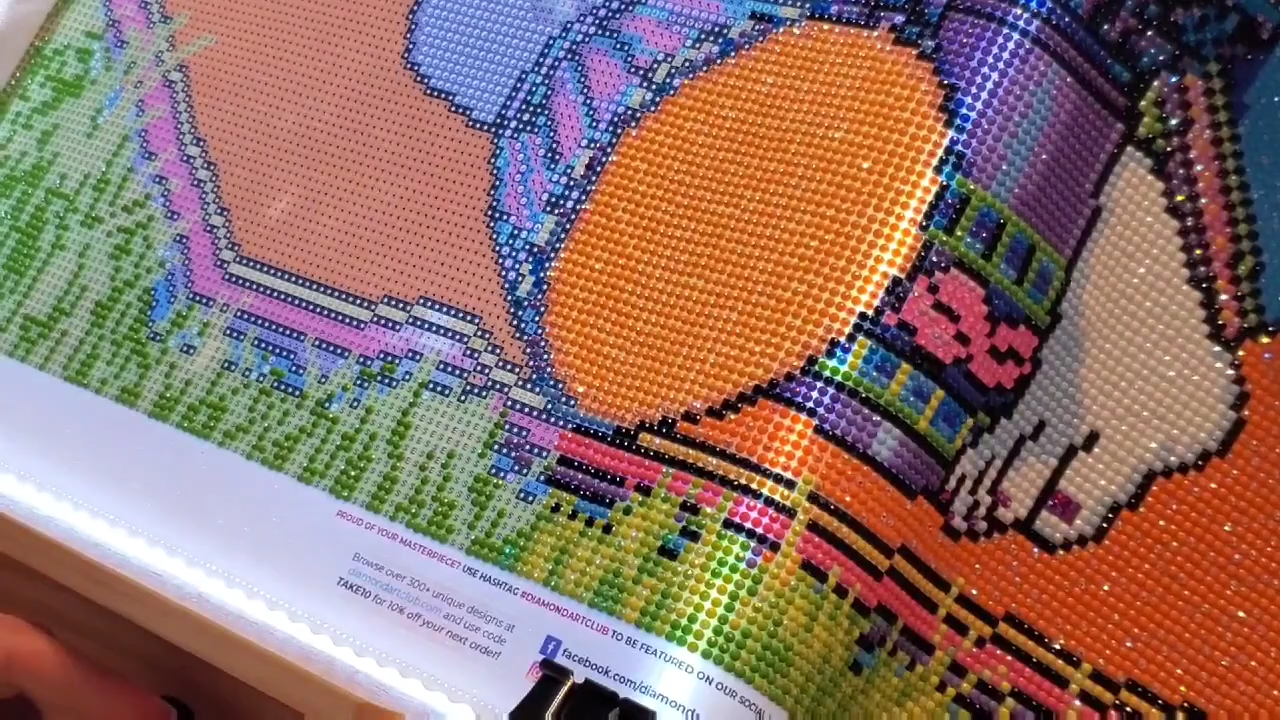 PROUD OF YOUR MASTERPIECE? USE HASHTAG #DIAMONDARTCLUB TO BE FEATURED ON OUR SOCIAL
Browse over 300+ unique designs at
diamondartclub.com and use code
TAKE10 for 10% off your next order!
facebook.com/diamond